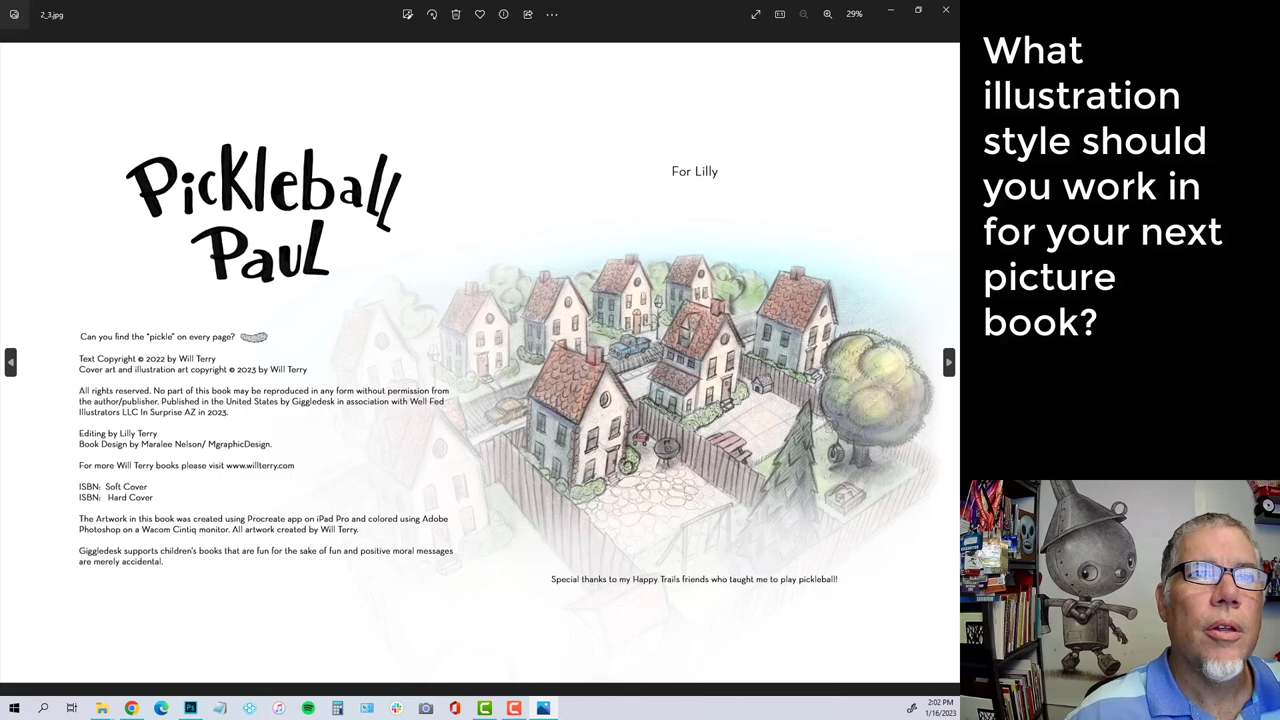 2_3.jpg
29%
Pickleball
Paul
For Lilly
Can you find the "pickle" on every page?
Text Copyright © 2022 by Will Terry
Cover art and illustration art copyright © 2023 by Will Terry
All rights reserved. No part of this book may be reproduced in any form without permission from
the author/publisher. Published in the United States by Giggledesk in association with Well Fed
Illustrators LLC In Surprise AZ in 2023.
Editing by Lilly Terry
Book Design by Maralee Nelson/ MgraphicDesign.
For more Will Terry books please visit www.willterry.com
ISBN: Soft Cover
ISBN: Hard Cover
The Artwork in this book was created using Procreate app on iPad Pro and colored using Adobe
Photoshop on a Wacom Cintiq monitor. All artwork created by Will Terry.
Giggledesk supports children's books that are fun for the sake of fun and positive moral messages
are merely accidental.
Special thanks to my Happy Trails friends who taught me to play pickleball!
What
illustration
style should
you work in
for your next
picture
book?
2:02 PM
1/16/2023